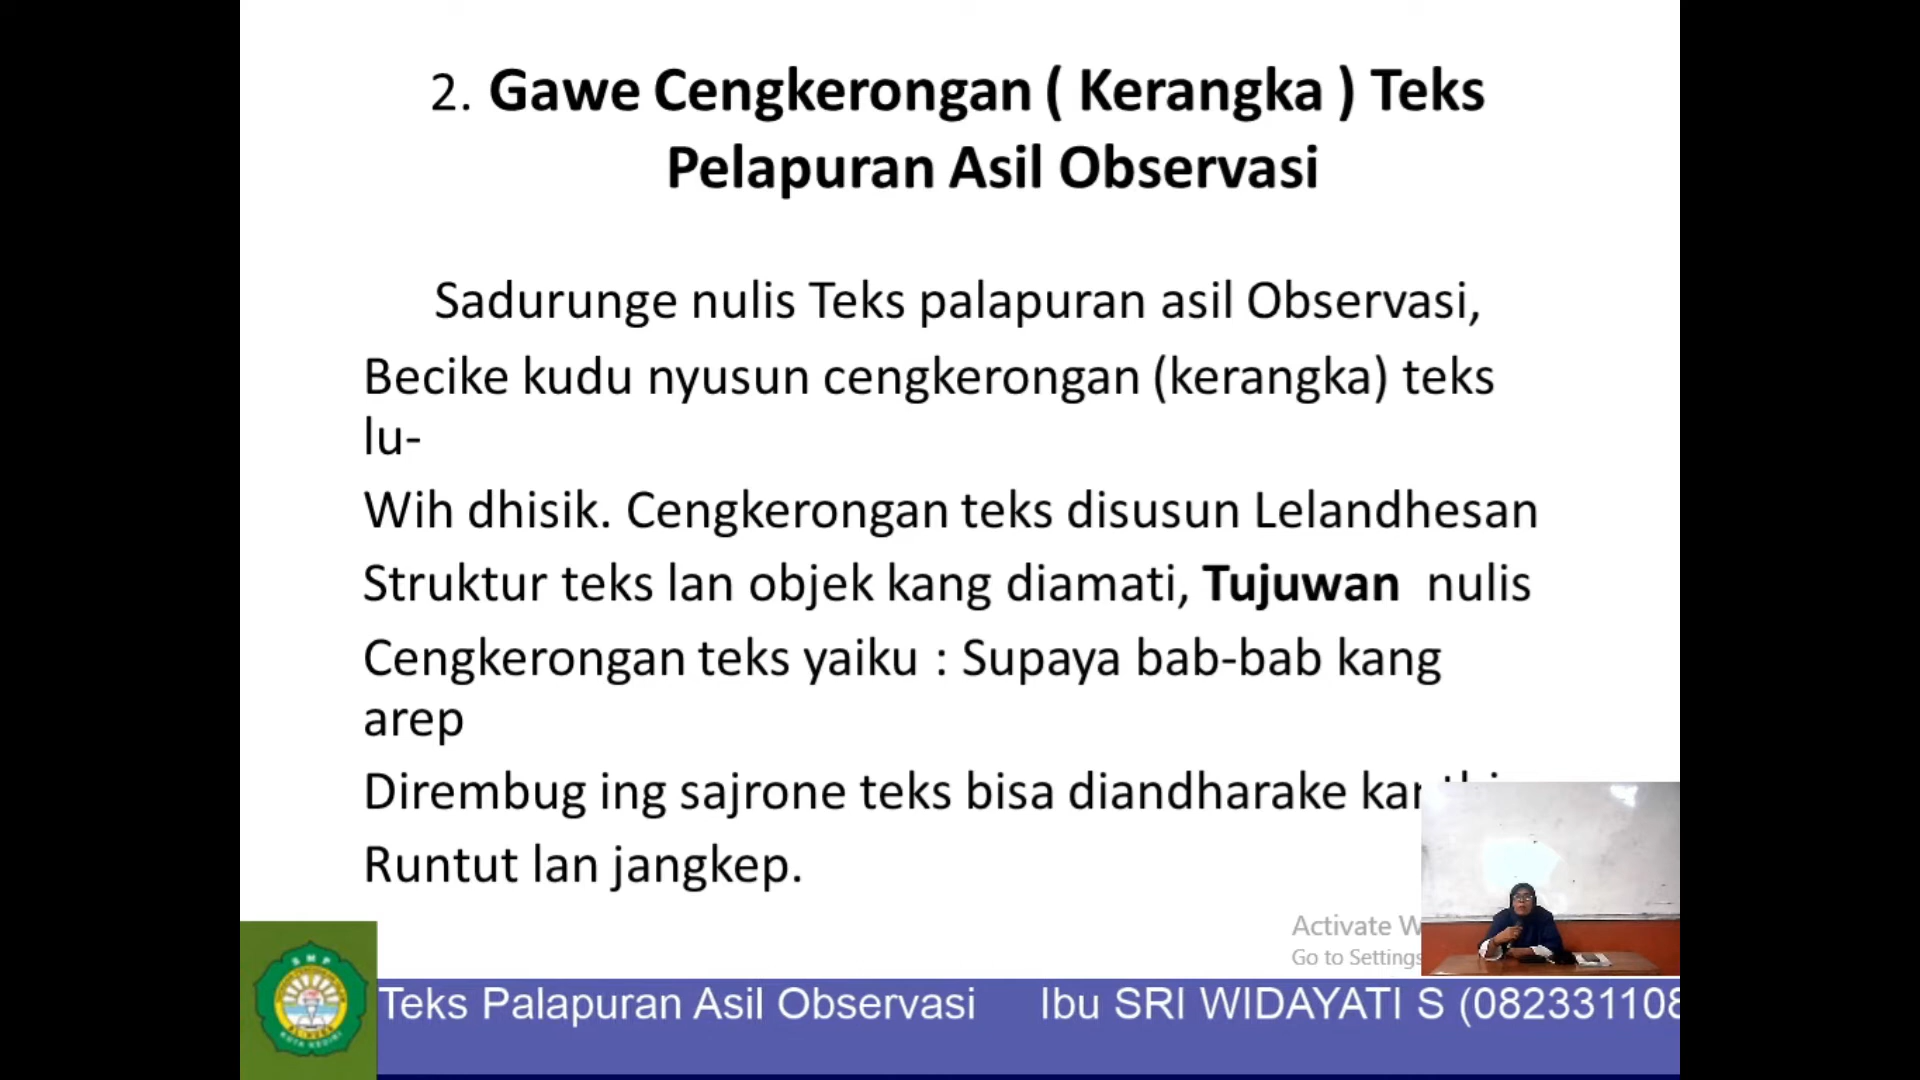 2. Gawe Cengkerongan ( Kerangka ) Teks
Pelapuran Asil Observasi
Sadurunge nulis Teks palapuran asil Observasi,
Becike kudu nyusun cengkerongan (kerangka) teks
lu-
Wih dhisik. Cengkerongan teks disusun Lelandhesan
Struktur teks lan objek kang diamati, Tujuwan nulis
Cengkerongan teks yaiku : Supaya bab-bab kang
arep
Dirembug ing sajrone teks bisa diandharake
Runtut lan jangkep.
Activate
Go to Settings
SMP
Teks Palapuran Asil Observasi Ibu SRI WIDAYATI S (082331108